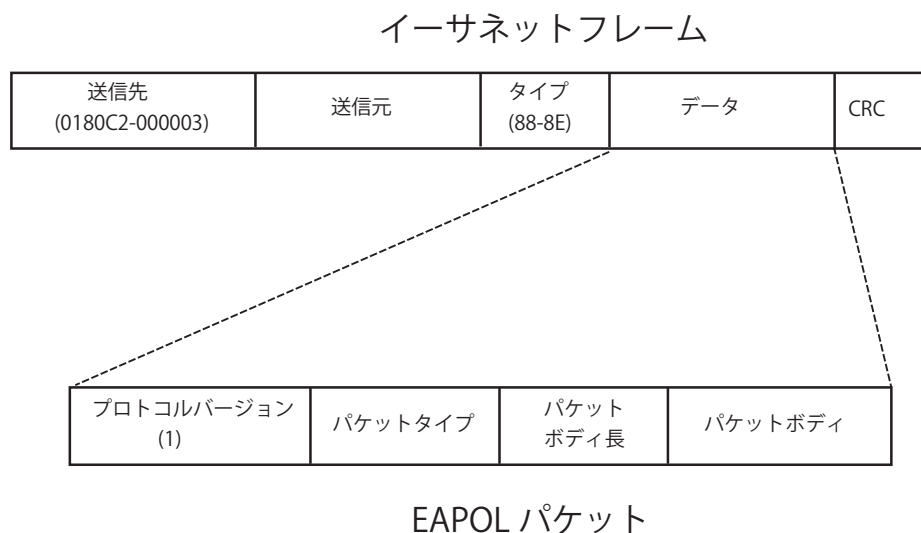 イーサネットフレーム
送信先
(0180C2-000003)
送信元
タイプ
(88-8E)
データ
CRC
プロトコルバージョン
(1)
パケットタイプ
パケット
ボディ長
パケットボディ
EAPOL パケット